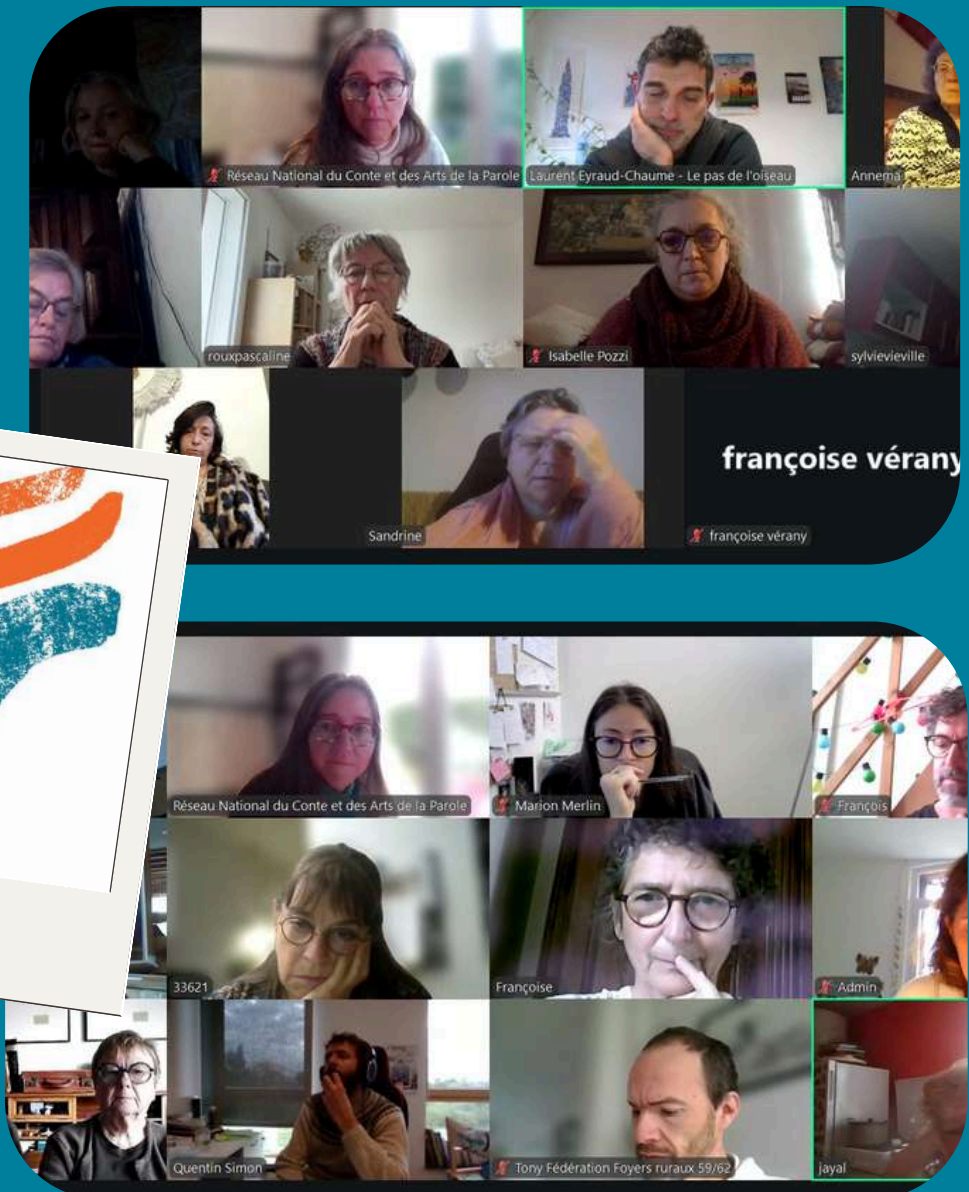 Réseau National du Conte et des Arts de la Parole
Laurent Eyraud-Chaume - Le pas de l'oiseau
Annema
rouxpascaline
Isabelle Pozzi
sylvievieville
françoise vérany
Sandrine
françoise vérany
Réseau National du Conte et des Arts de la Parole
Marion Merlin
François
33621
Françoise
Admin
Quentin Simon
Tony Fédération Foyers ruraux 59/62
jayal